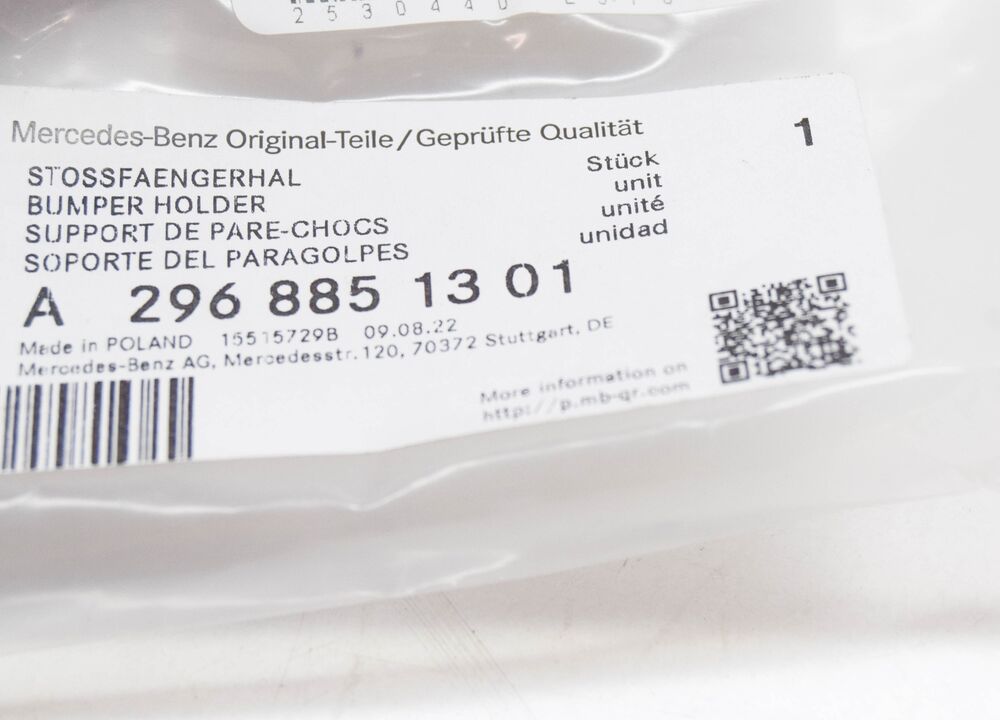 2 5 3 0 4 4 0
Mercedes-Benz Original-Teile/Geprüfte Qualität
1
STOSSFAENGERHAL
BUMPER HOLDER
SUPPORT DE PARE-CHOCS
SOPORTE DEL PARAGOLPES
Stück
unit
unité
unidad
A 296 885 13 01
Made in POLAND 15515729B 09.08.22
Mercedes-Benz AG, Mercedesstr.120, 70372 Stuttgart, DE
More information on
http://p.mb-qr.com